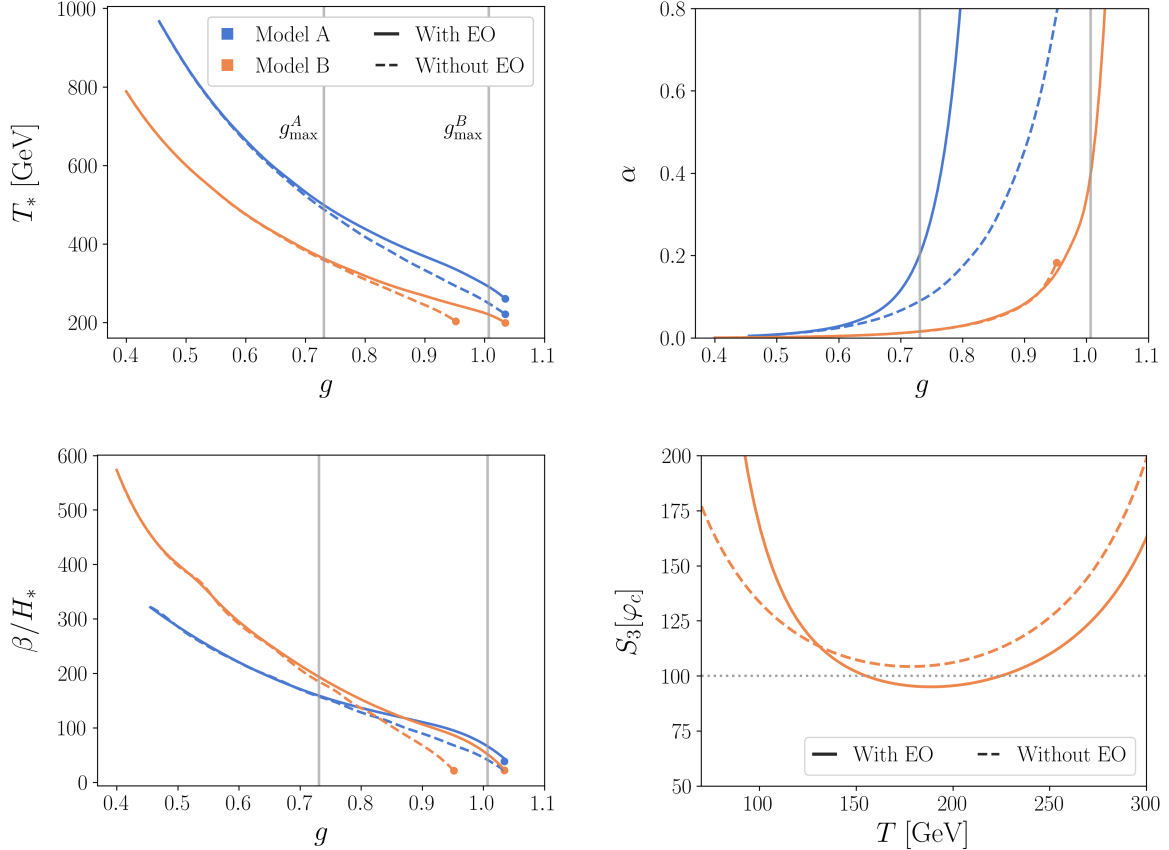 1000
800
600
400
200
T* [GeV]
Model A
Model B
With EO
Without EO
g^A_max
g^B_max
0.4 0.5 0.6 0.7 0.8 0.9 1.0 1.1
g
0.8
0.6
0.4
0.2
0.0
α
0.4 0.5 0.6 0.7 0.8 0.9 1.0 1.1
g
600
500
400
300
200
100
0
β/H*
0.4 0.5 0.6 0.7 0.8 0.9 1.0 1.1
g
200
175
150
125
100
75
50
S₃[φ_c]
With EO
Without EO
100 150 200 250 300
T [GeV]